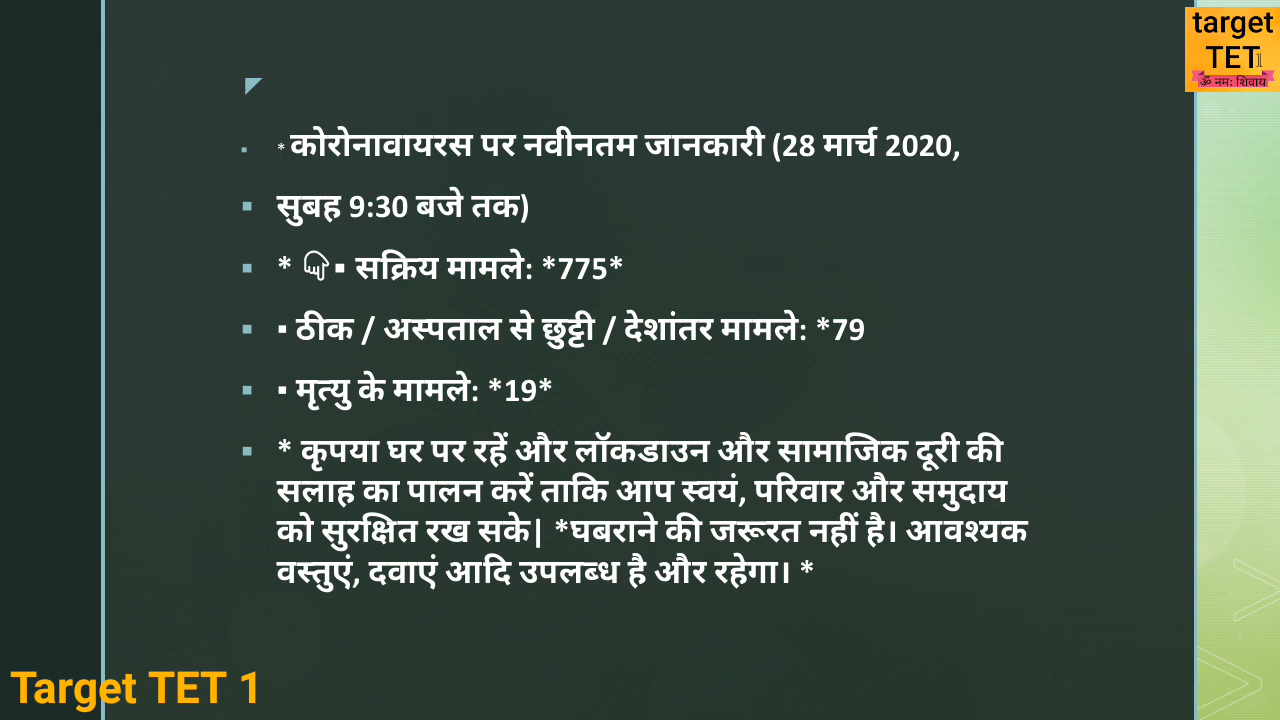 target
TET1
ॐ नमः शिवाय
* कोरोनावायरस पर नवीनतम जानकारी (28 मार्च 2020,
सुबह 9:30 बजे तक)
* 👇▪ सक्रिय मामले: *775*
▪ ठीक / अस्पताल से छुट्टी / देशांतर मामले: *79
▪ मृत्यु के मामले: *19*
* कृपया घर पर रहें और लॉकडाउन और सामाजिक दूरी की
सलाह का पालन करें ताकि आप स्वयं, परिवार और समुदाय
को सुरक्षित रख सके| *घबराने की जरूरत नहीं है। आवश्यक
वस्तुएं, दवाएं आदि उपलब्ध है और रहेगा। *
Target TET 1